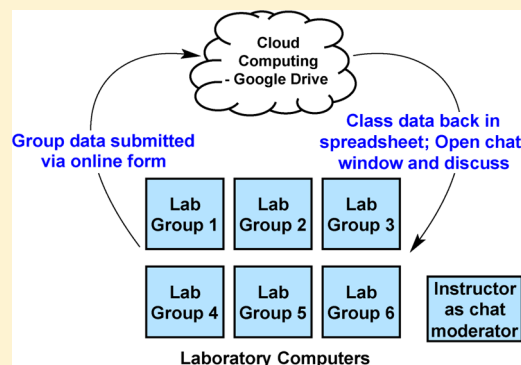 Cloud
Computing
- Google Drive
Group data submitted
via online form
Class data back in
spreadsheet; Open chat
window and discuss
Lab
Group 1
Lab
Group 2
Lab
Group 3
Lab
Group 4
Lab
Group 5
Lab
Group 6
Instructor
as chat
moderator
Laboratory Computers